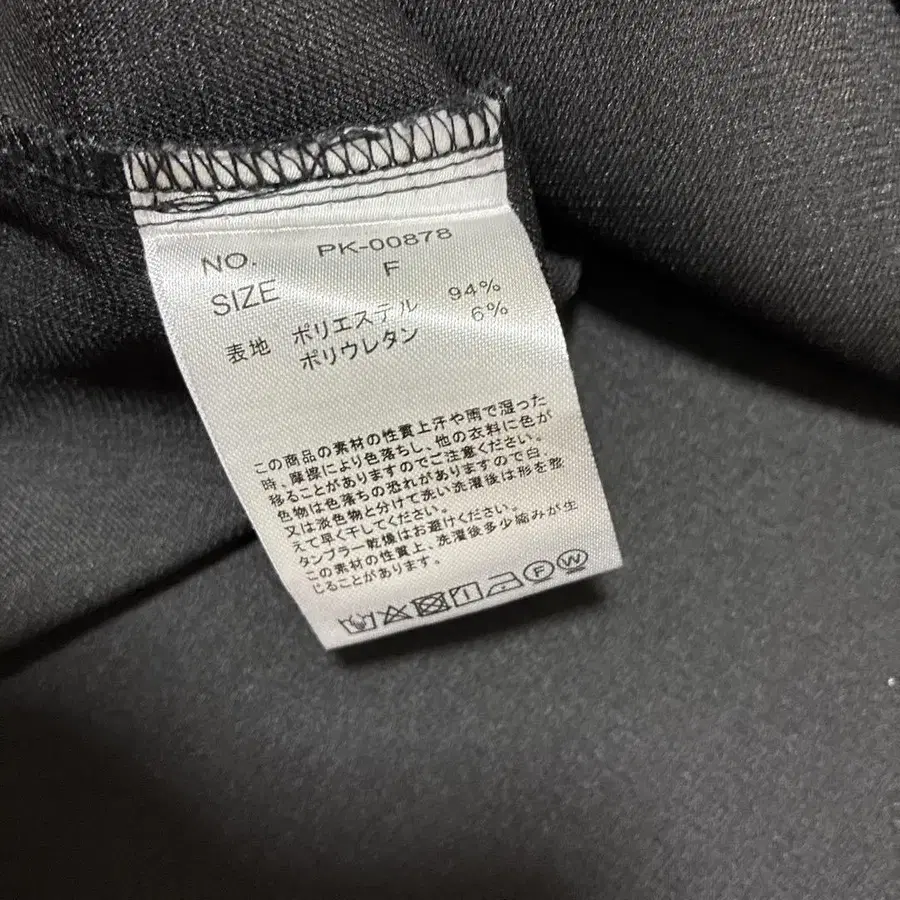 NO. PK-00878
SIZE F
表地 ポリエステル 94%
ポリウレタン 6%
この商品の素材の性質上汗や雨で湿った
時、摩擦により色落ちし、他の衣料に色が
移ることがありますのでご注意ください。
色物は色落ちの恐れがありますので白、
又は淡色物と分けて洗い洗濯後は形を整
えて早く干してください。
タンブラー乾燥はお避けください。
この素材の性質上、洗濯後多少縮みが生
じることがあります。
F W